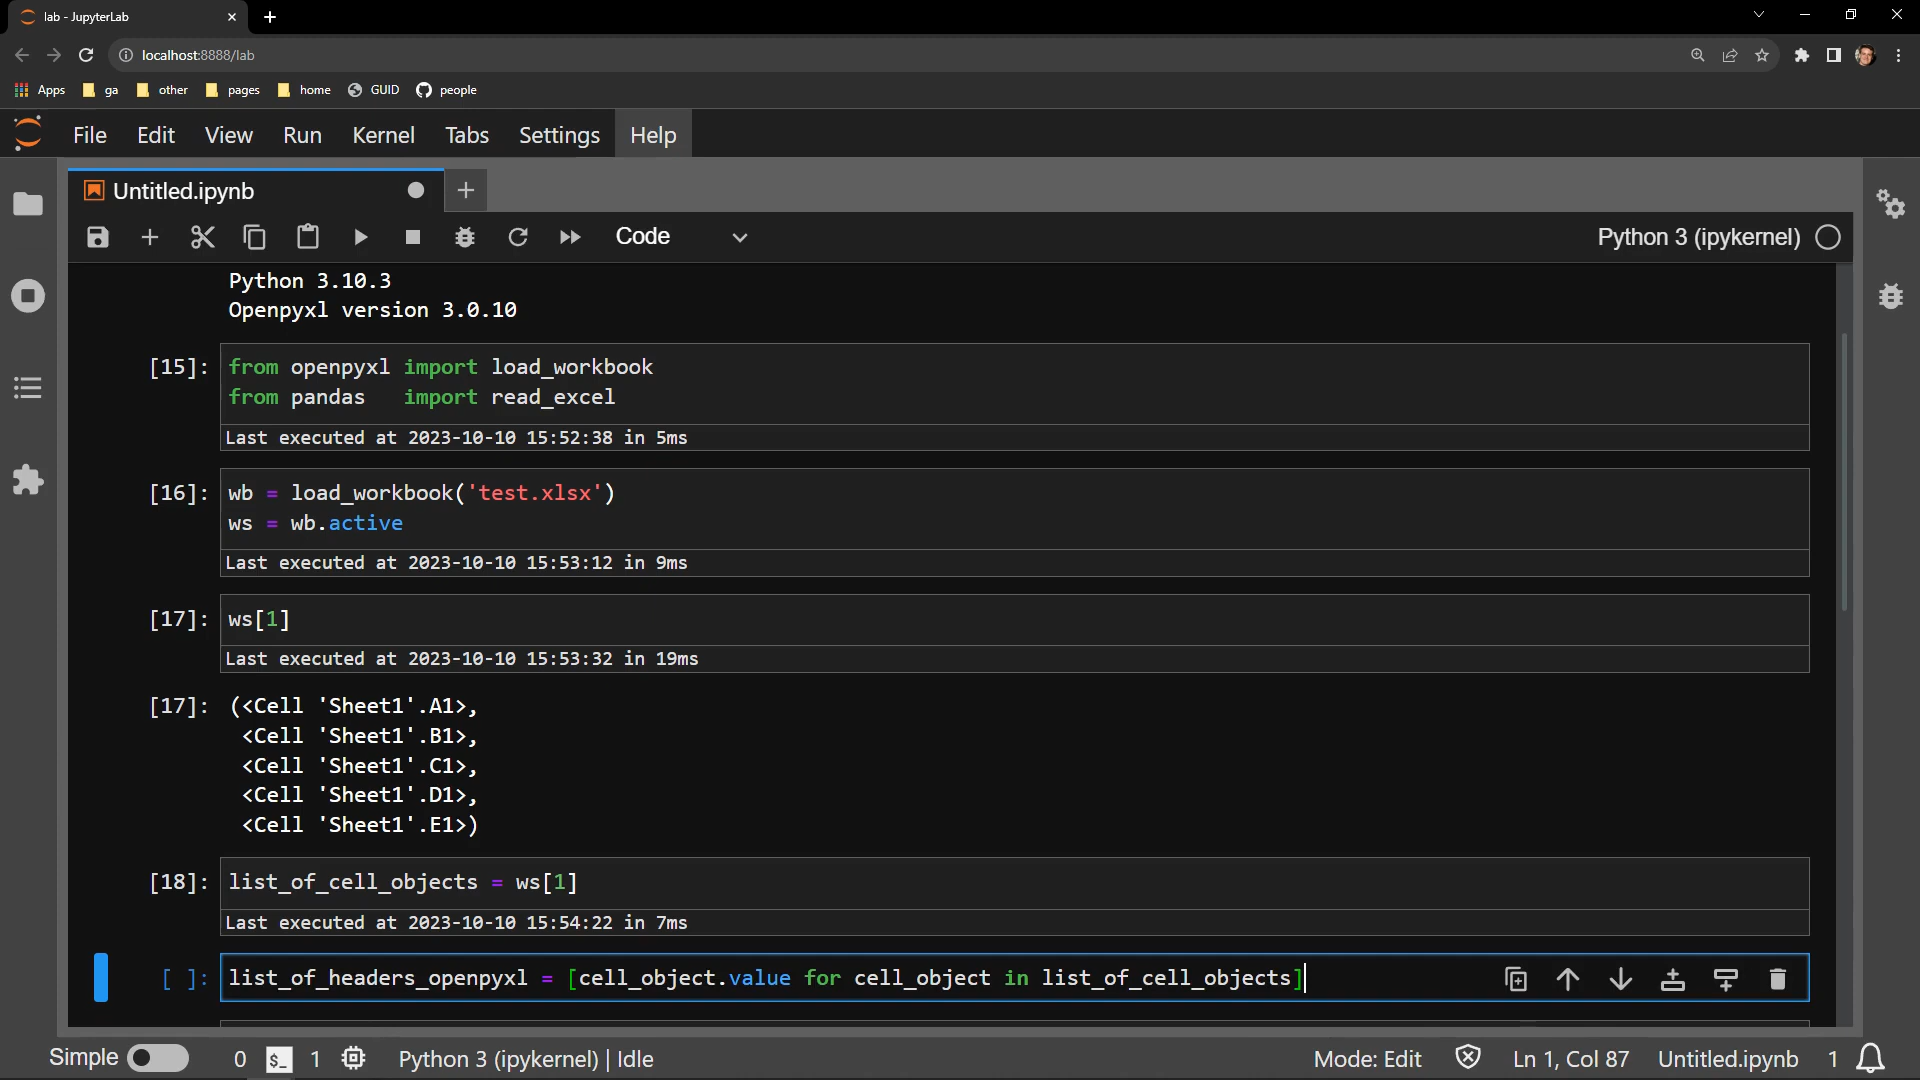 lab - JupyterLab
localhost:8888/lab
Apps ga other pages home GUID people
File Edit View Run Kernel Tabs Settings Help
Untitled.ipynb
Code
Python 3 (ipykernel)
Python 3.10.3
Openpyxl version 3.0.10
[15]: from openpyxl import load_workbook
from pandas   import read_excel
Last executed at 2023-10-10 15:52:38 in 5ms
[16]: wb = load_workbook('test.xlsx')
ws = wb.active
Last executed at 2023-10-10 15:53:12 in 9ms
[17]: ws[1]
Last executed at 2023-10-10 15:53:32 in 19ms
[17]: (<Cell 'Sheet1'.A1>,
<Cell 'Sheet1'.B1>,
<Cell 'Sheet1'.C1>,
<Cell 'Sheet1'.D1>,
<Cell 'Sheet1'.E1>)
[18]: list_of_cell_objects = ws[1]
Last executed at 2023-10-10 15:54:22 in 7ms
[ ]: list_of_headers_openpyxl = [cell_object.value for cell_object in list_of_cell_objects]
Simple 0 $_ 1 Python 3 (ipykernel) | Idle Mode: Edit Ln 1, Col 87 Untitled.ipynb 1